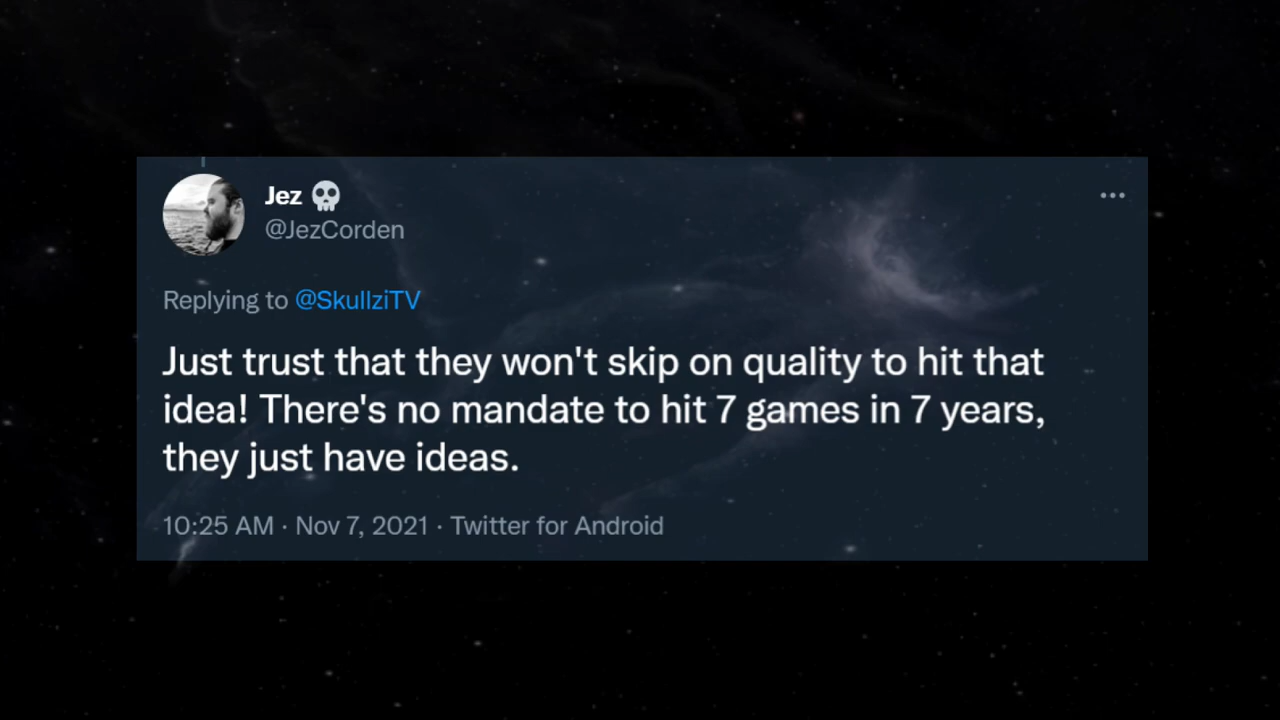 Jez 💀
@JezCorden
Replying to @SkullziTV
Just trust that they won't skip on quality to hit that
idea! There's no mandate to hit 7 games in 7 years,
they just have ideas.
10:25 AM · Nov 7, 2021 · Twitter for Android